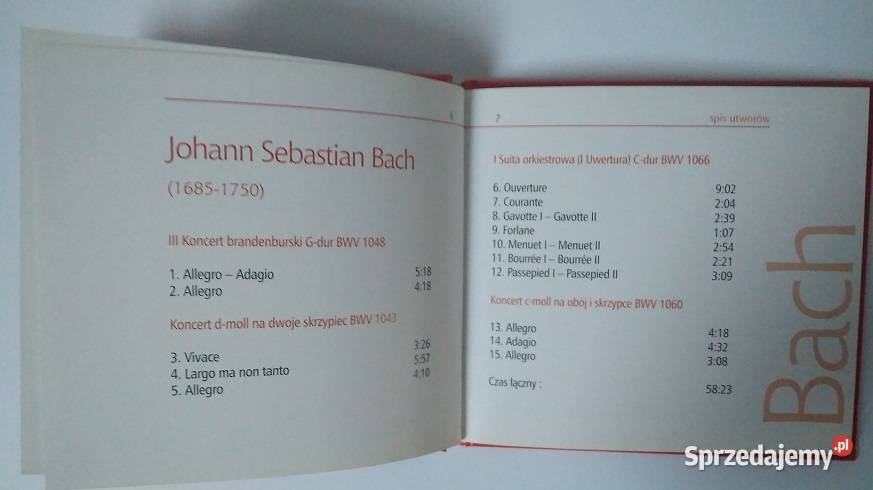 6
Johann Sebastian Bach
(1685-1750)
III Koncert brandenburski G-dur BWV 1048
1. Allegro – Adagio 5:18
2. Allegro 4:18
Koncert d-moll na dwoje skrzypiec BWV 1043
3. Vivace 3:26
4. Largo ma non tanto 5:57
5. Allegro 4:10
7 spis utworów
I Suita orkiestrowa (I Uwertura) C-dur BWV 1066
6. Ouverture 9:02
7. Courante 2:04
8. Gavotte I – Gavotte II 2:39
9. Forlane 1:07
10. Menuet I – Menuet II 2:54
11. Bourrée I – Bourrée II 2:21
12. Passepied I – Passepied II 3:09
Koncert c-moll na obój i skrzypce BWV 1060
13. Allegro 4:18
14. Adagio 4:32
15. Allegro 3:08
Czas łączny : 58:23
Bach
Sprzedajemy.pl